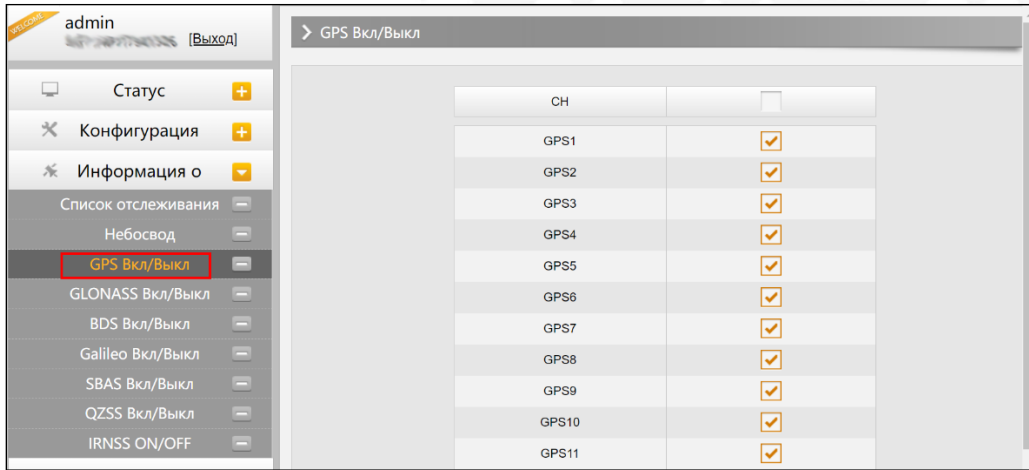 WELCOME
admin
[Выход]
GPS Вкл/Выкл
Статус
Конфигурация
Информация о
Список отслеживания
Небосвод
GPS Вкл/Выкл
GLONASS Вкл/Выкл
BDS Вкл/Выкл
Galileo Вкл/Выкл
SBAS Вкл/Выкл
QZSS Вкл/Выкл
IRNSS ON/OFF
CH
GPS1
GPS2
GPS3
GPS4
GPS5
GPS6
GPS7
GPS8
GPS9
GPS10
GPS11